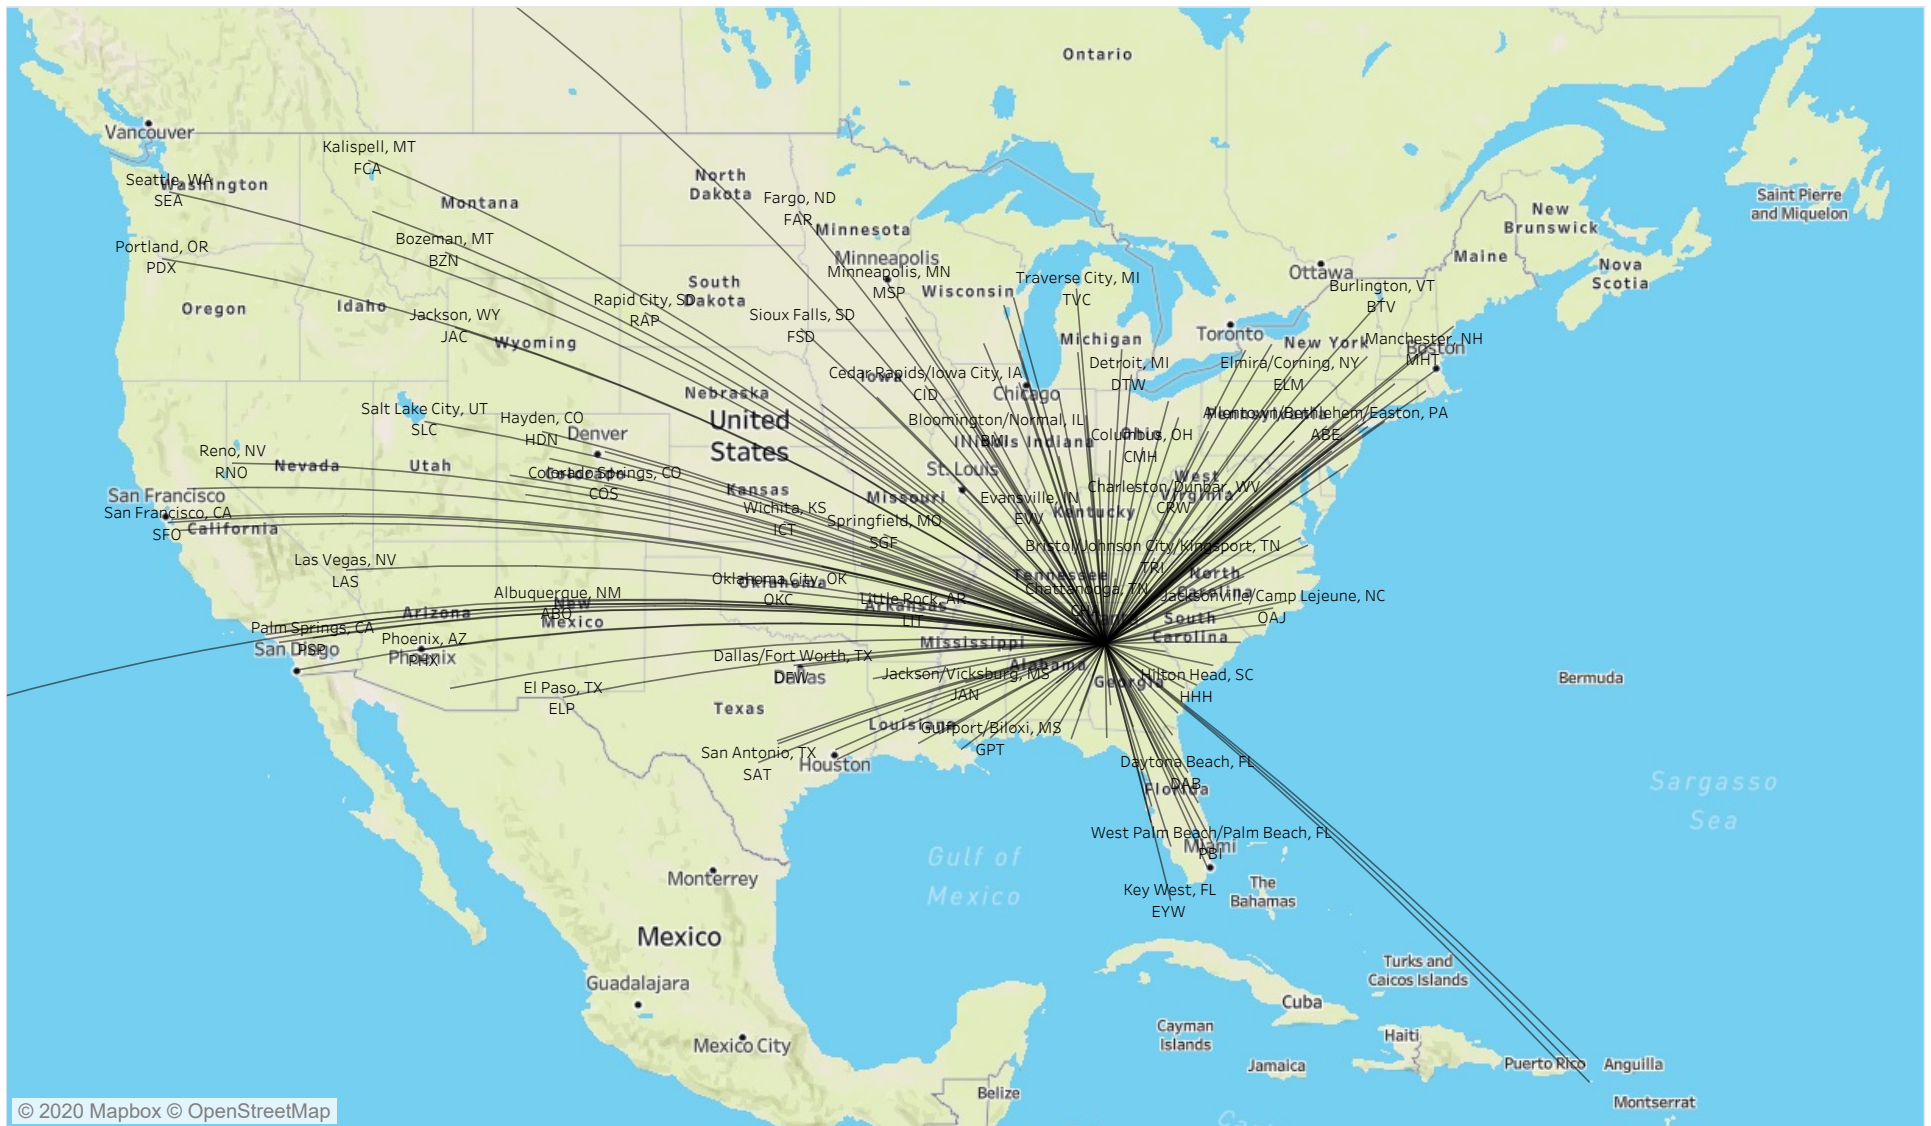 Ontario
Vancouver
Kalispell, MT
FCA
Seattle, WA
Washington
SEA
Montana
North
Dakota
Fargo, ND
FAR
Minnesota
Saint Pierre
and Miquelon
New
Brunswick
Maine
Nova
Scotia
Portland, OR
PDX
Bozeman, MT
BZN
Minneapolis
Minneapolis, MN
MSP
Wisconsin
Traverse City, MI
TVC
Ottawa
Burlington, VT
BTV
Oregon
Idaho
Jackson, WY
JAC
Wyoming
South
Dakota
Rapid City, SD
RAP
Sioux Falls, SD
FSD
Michigan
Toronto
New York
Manchester, NH
Boston
MHT
Detroit, MI
DTW
Elmira/Corning, NY
ELM
Nebraska
Iowa
Cedar Rapids/Iowa City, IA
CID
Chicago
United
States
Salt Lake City, UT
SLC
Hayden, CO
HDN
Denver
Bloomington/Normal, IL
BMI
Illinois
Indiana
Ohio
Columbus, OH
CMH
Pennsylvania
Allentown/Bethlehem/Easton, PA
ABE
Reno, NV
RNO
Nevada
Utah
Colorado
Colorado Springs, CO
COS
Kansas
Missouri
St. Louis
West
Virginia
Charleston/Dunbar, WV
CRW
San Francisco
San Francisco, CA
SFO
California
Wichita, KS
ICT
Springfield, MO
SGF
Evansville, IN
EVV
Kentucky
Bristol/Johnson City/Kingsport, TN
TRI
Las Vegas, NV
LAS
Albuquerque, NM
ABQ
New
Mexico
Arizona
Oklahoma
Oklahoma City, OK
OKC
Little Rock, AR
Arkansas
LIT
Tennessee
Chattanooga, TN
CHA
North
Carolina
Jacksonville/Camp Lejeune, NC
OAJ
Atlanta
South
Carolina
Palm Springs, CA
PSP
San Diego
Phoenix, AZ
PHX
Phoenix
Mississippi
Alabama
Georgia
Dallas/Fort Worth, TX
DFW
Dallas
Jackson/Vicksburg, MS
JAN
Hilton Head, SC
HHH
Bermuda
El Paso, TX
ELP
Texas
Louisiana
Gulfport/Biloxi, MS
GPT
San Antonio, TX
SAT
Houston
Daytona Beach, FL
DAB
Florida
Sargasso
Sea
West Palm Beach/Palm Beach, FL
PBI
Miami
Gulf of
Mexico
Key West, FL
EYW
The
Bahamas
Monterrey
Mexico
Guadalajara
Mexico City
Turks and
Caicos Islands
Cuba
Cayman
Islands
Jamaica
Haiti
Puerto Rico
Anguilla
Montserrat
Belize
© 2020 Mapbox © OpenStreetMap